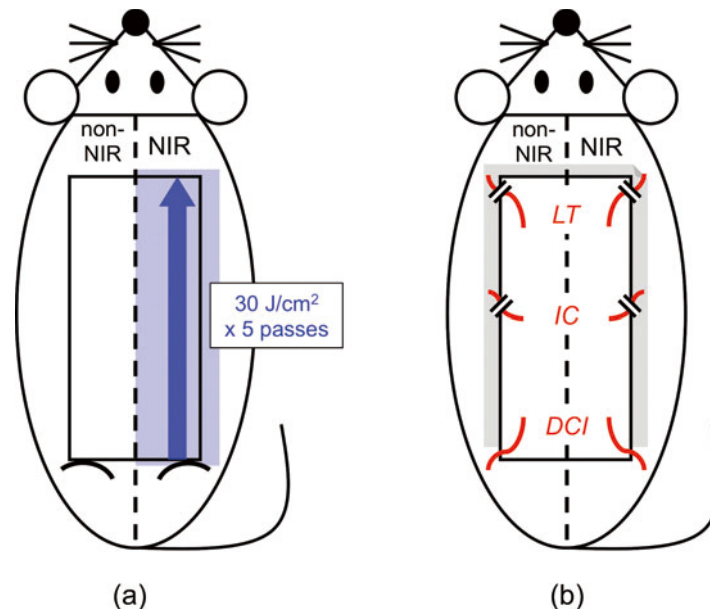 non-
NIR
NIR
30 J/cm²
x 5 passes
(a)
non-
NIR
NIR
LT
IC
DCI
(b)